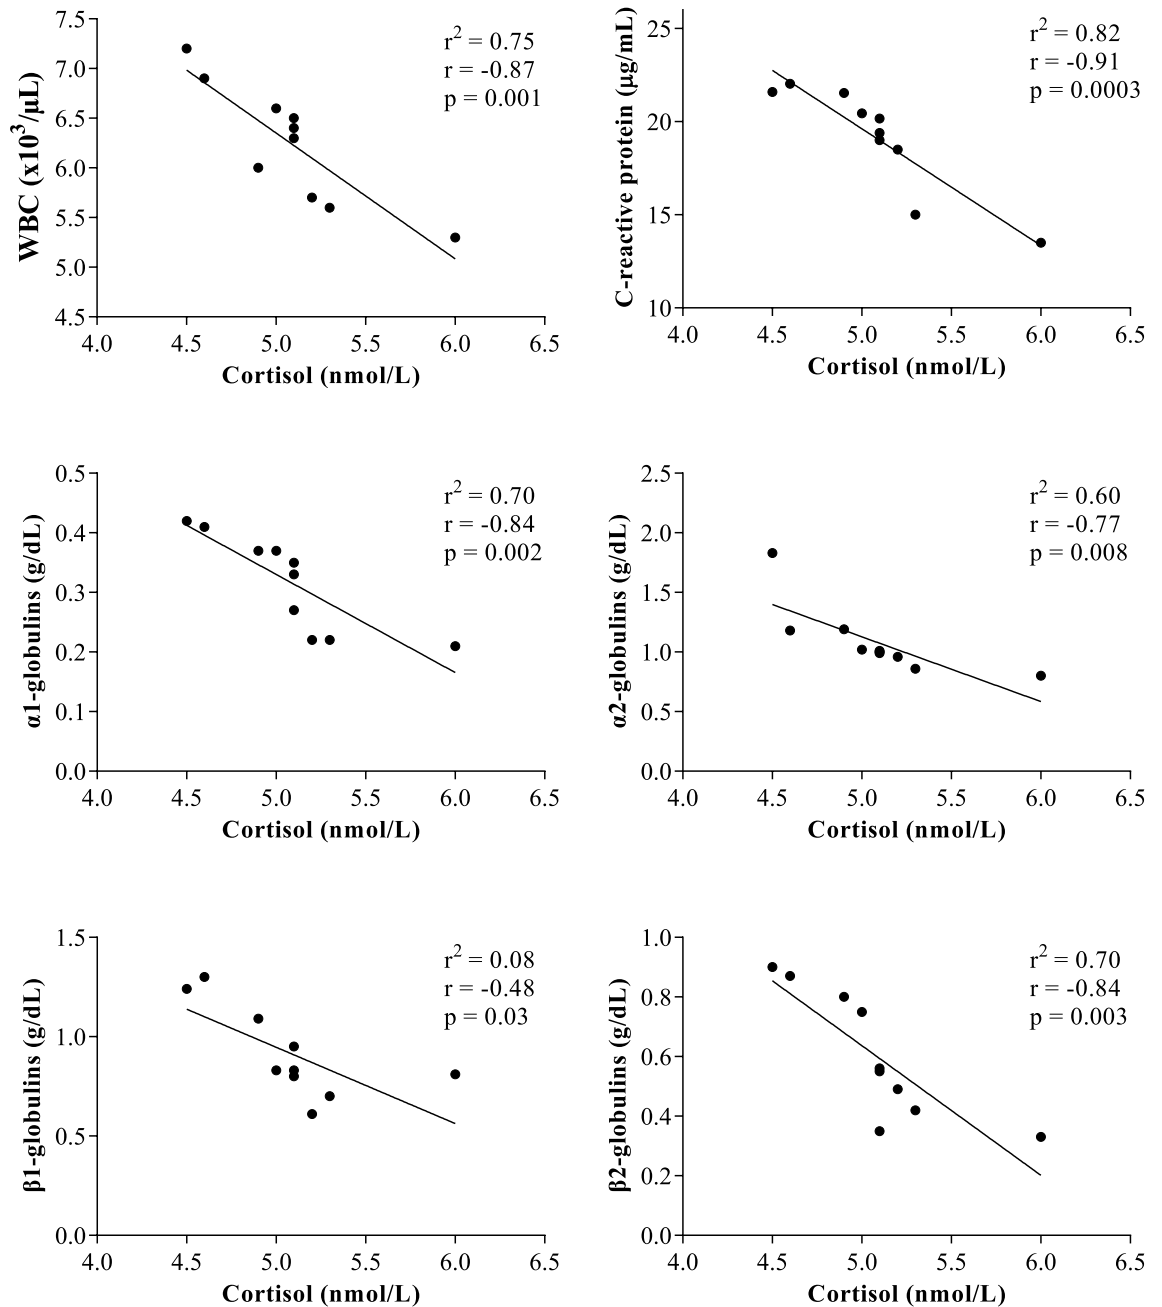 7.5
7.0
6.5
6.0
5.5
5.0
4.5
WBC (x10³/µL)
r² = 0.75
r = -0.87
p = 0.001
4.0 4.5 5.0 5.5 6.0 6.5
Cortisol (nmol/L)
25
20
15
10
C-reactive protein (µg/mL)
r² = 0.82
r = -0.91
p = 0.0003
4.0 4.5 5.0 5.5 6.0 6.5
Cortisol (nmol/L)
0.5
0.4
0.3
0.2
0.1
0.0
α1-globulins (g/dL)
r² = 0.70
r = -0.84
p = 0.002
4.0 4.5 5.0 5.5 6.0 6.5
Cortisol (nmol/L)
2.5
2.0
1.5
1.0
0.5
0.0
α2-globulins (g/dL)
r² = 0.60
r = -0.77
p = 0.008
4.0 4.5 5.0 5.5 6.0 6.5
Cortisol (nmol/L)
1.5
1.0
0.5
0.0
β1-globulins (g/dL)
r² = 0.08
r = -0.48
p = 0.03
4.0 4.5 5.0 5.5 6.0 6.5
Cortisol (nmol/L)
1.0
0.8
0.6
0.4
0.2
0.0
β2-globulins (g/dL)
r² = 0.70
r = -0.84
p = 0.003
4.0 4.5 5.0 5.5 6.0 6.5
Cortisol (nmol/L)